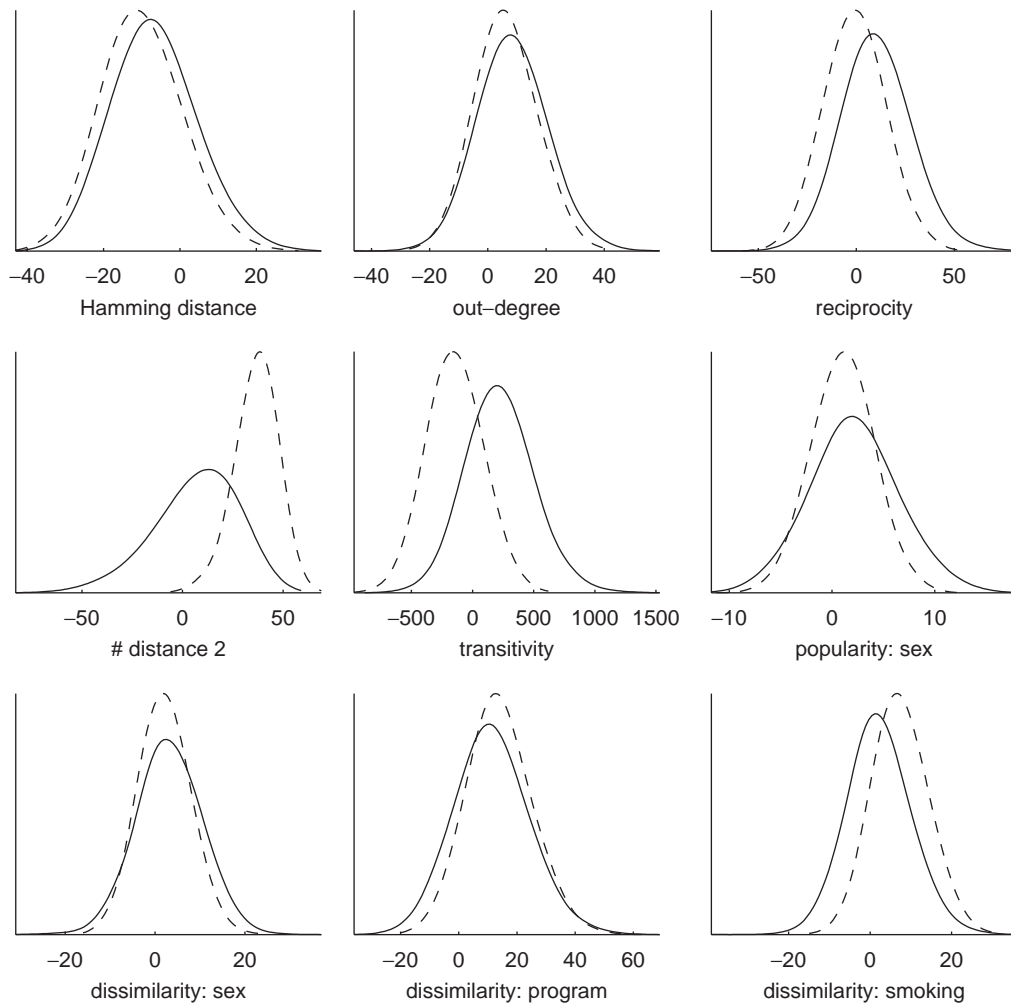 −40 −20 0 20
Hamming distance
−40 −20 0 20 40
out−degree
−50 0 50
reciprocity
−50 0 50
# distance 2
−500 0 500 1000 1500
transitivity
−10 0 10
popularity: sex
−20 0 20
dissimilarity: sex
−20 0 20 40 60
dissimilarity: program
−20 0 20
dissimilarity: smoking